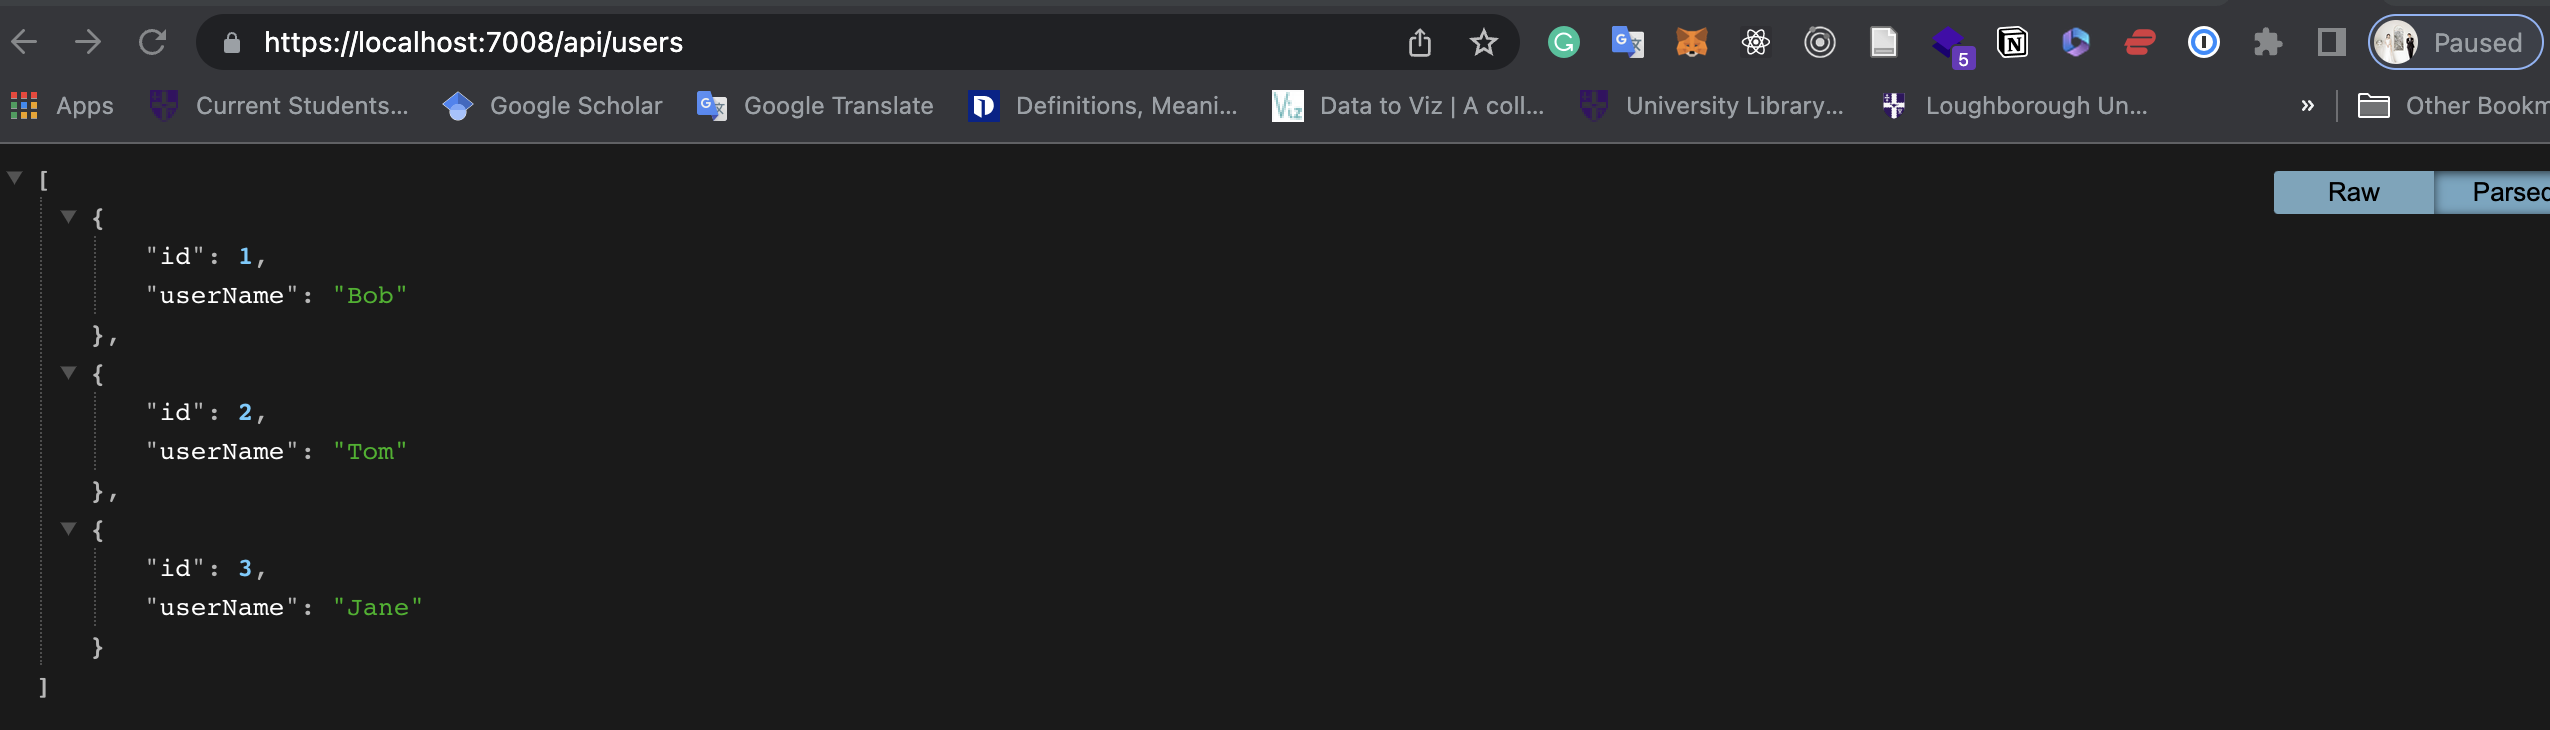 https://localhost:7008/api/users
5
Paused
Apps
Current Students...
Google Scholar
Google Translate
Definitions, Meani...
Data to Viz | A coll...
University Library...
Loughborough Un...
»
Other Bookm
Raw
Parsed
[
{
"id": 1,
"userName": "Bob"
},
{
"id": 2,
"userName": "Tom"
},
{
"id": 3,
"userName": "Jane"
}
]